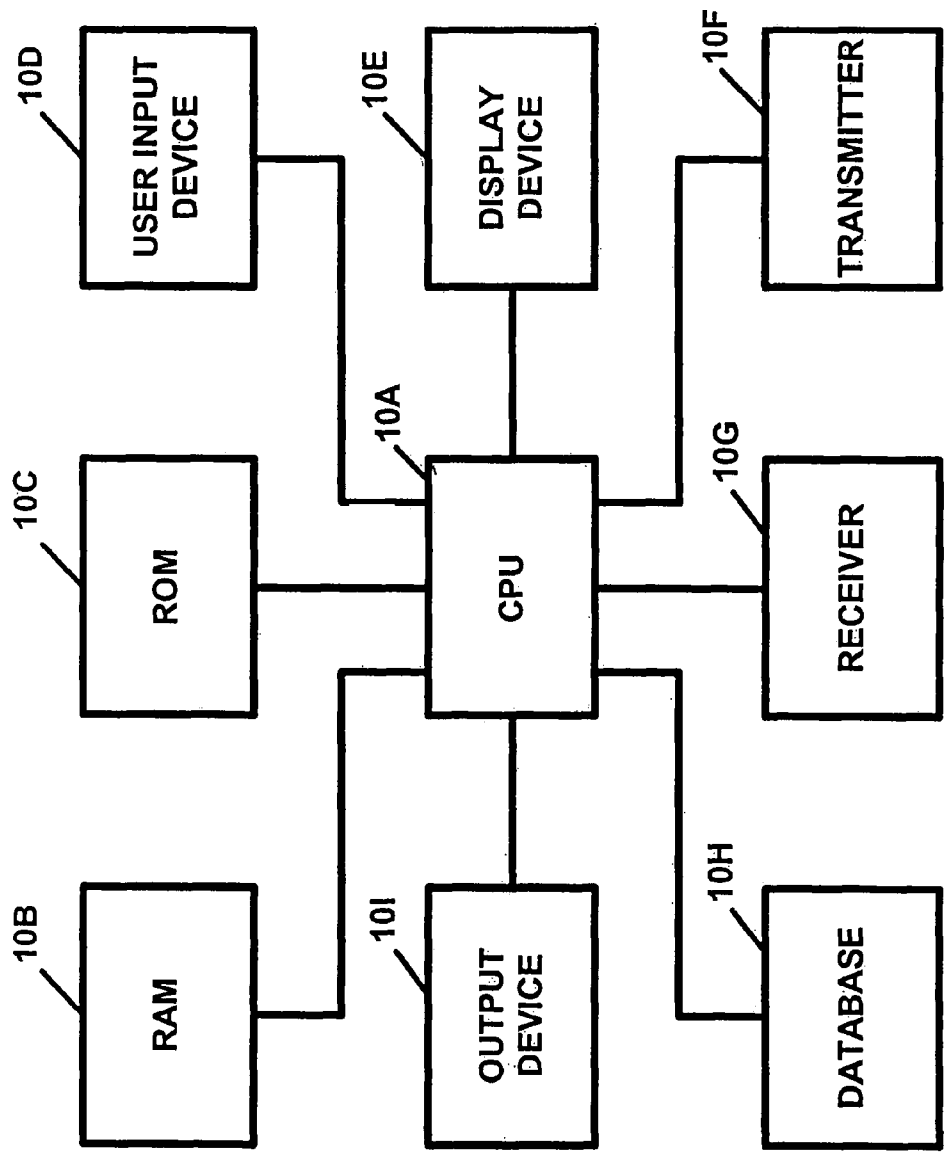 10B
RAM
10C
ROM
10D
USER INPUT
DEVICE
10I
OUTPUT
DEVICE
10A
CPU
10E
DISPLAY
DEVICE
10H
DATABASE
10G
RECEIVER
10F
TRANSMITTER